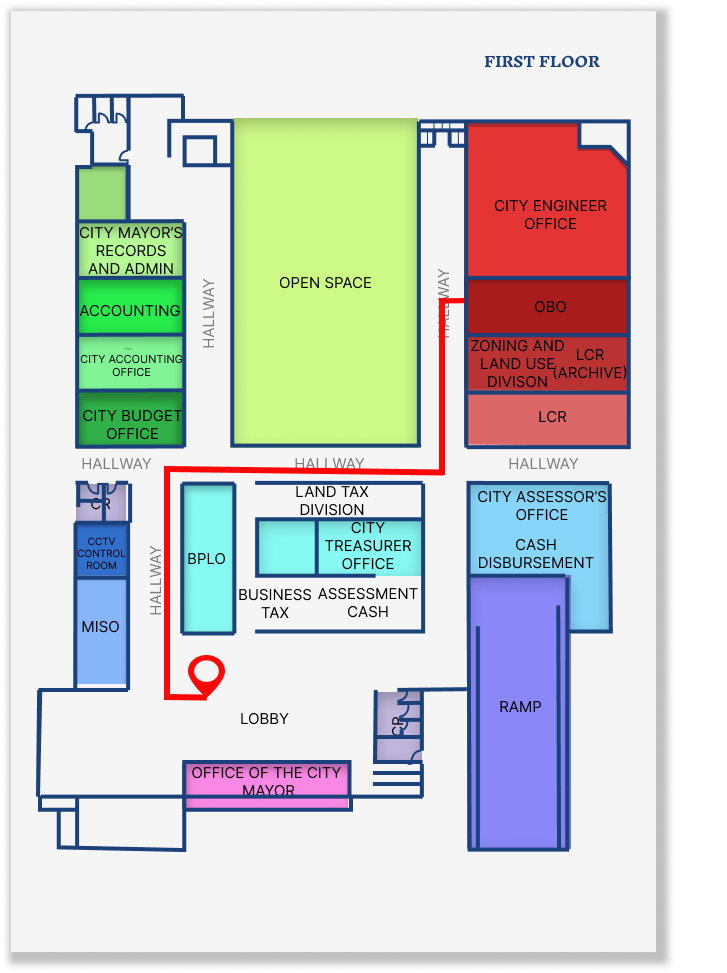 FIRST FLOOR
CITY MAYOR'S
RECORDS
AND ADMIN
ACCOUNTING
CITY ACCOUNTING
OFFICE
CITY BUDGET
OFFICE
HALLWAY
OPEN SPACE
HALLWAY
CITY ENGINEER
OFFICE
OBO
ZONING AND
LAND USE
DIVISON
LCR
(ARCHIVE)
LCR
HALLWAY
HALLWAY
HALLWAY
CR
CCTV
CONTROL
ROOM
MISO
HALLWAY
BPLO
LAND TAX
DIVISION
CITY
TREASURER
OFFICE
BUSINESS
TAX
ASSESSMENT
CASH
CITY ASSESSOR'S
OFFICE
CASH
DISBURSEMENT
RAMP
LOBBY
CR
OFFICE OF THE CITY
MAYOR